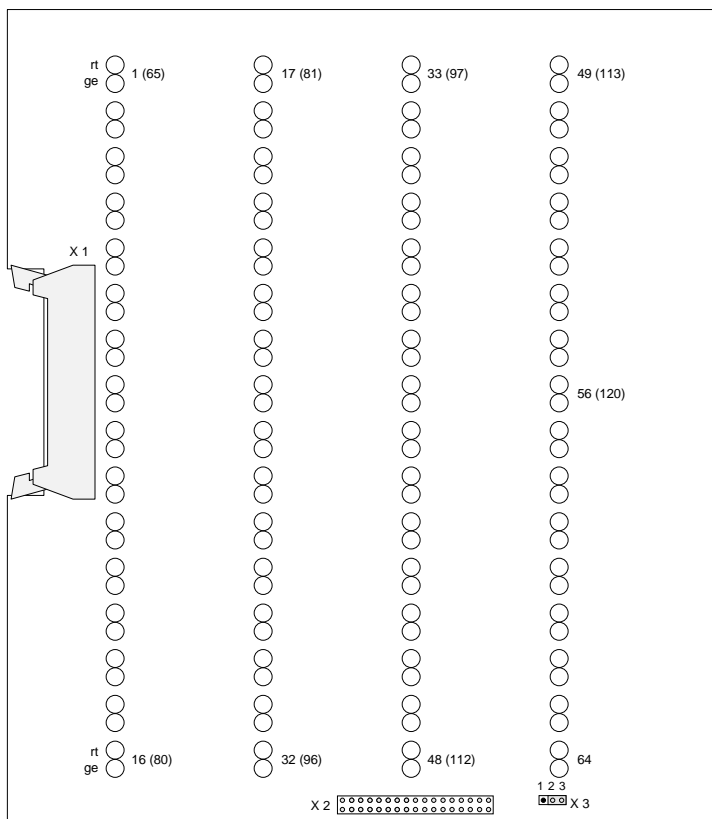 rt
1 (65)
17 (81)
33 (97)
49 (113)
ge
X 1
56 (120)
rt
16 (80)
32 (96)
48 (112)
64
ge
1 2 3
X 2
X 3